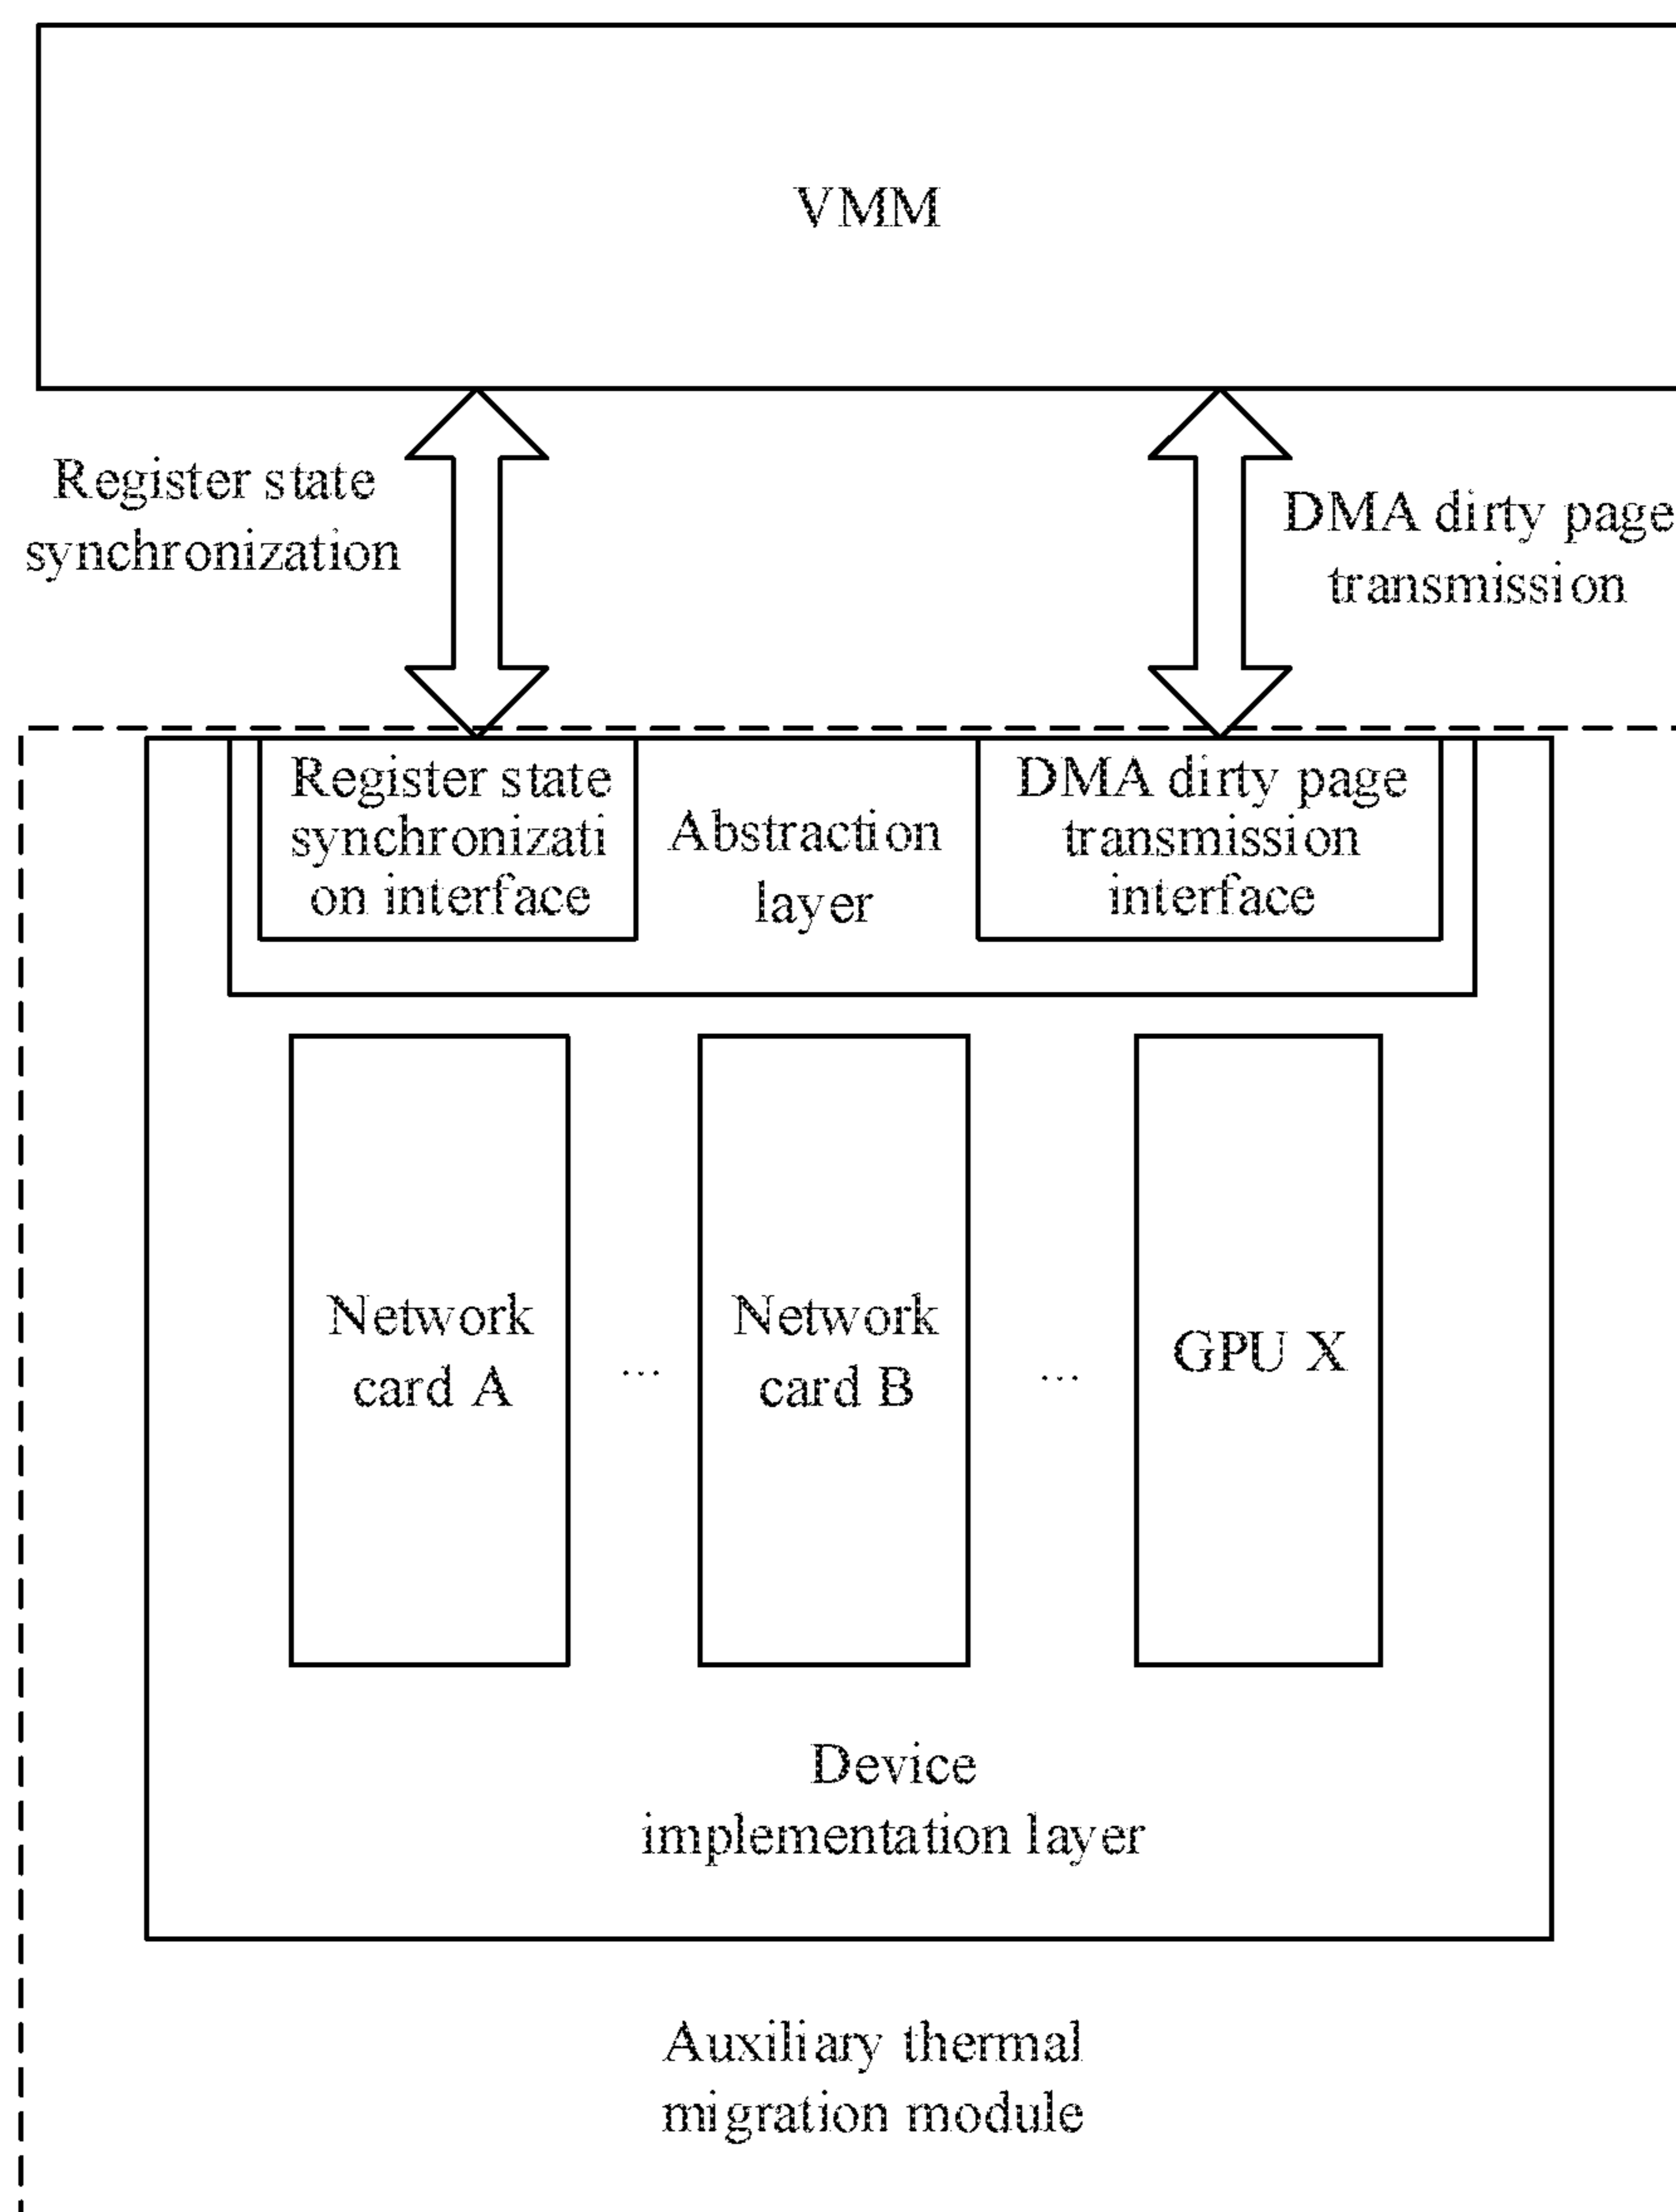 VMM
Register state
synchronization
DMA dirty page
transmission
Register state
synchronizati
on interface
Abstraction
layer
DMA dirty page
transmission
interface
Network
card A
...
Network
card B
...
GPU X
Device
implementation layer
Auxiliary thermal
migration module